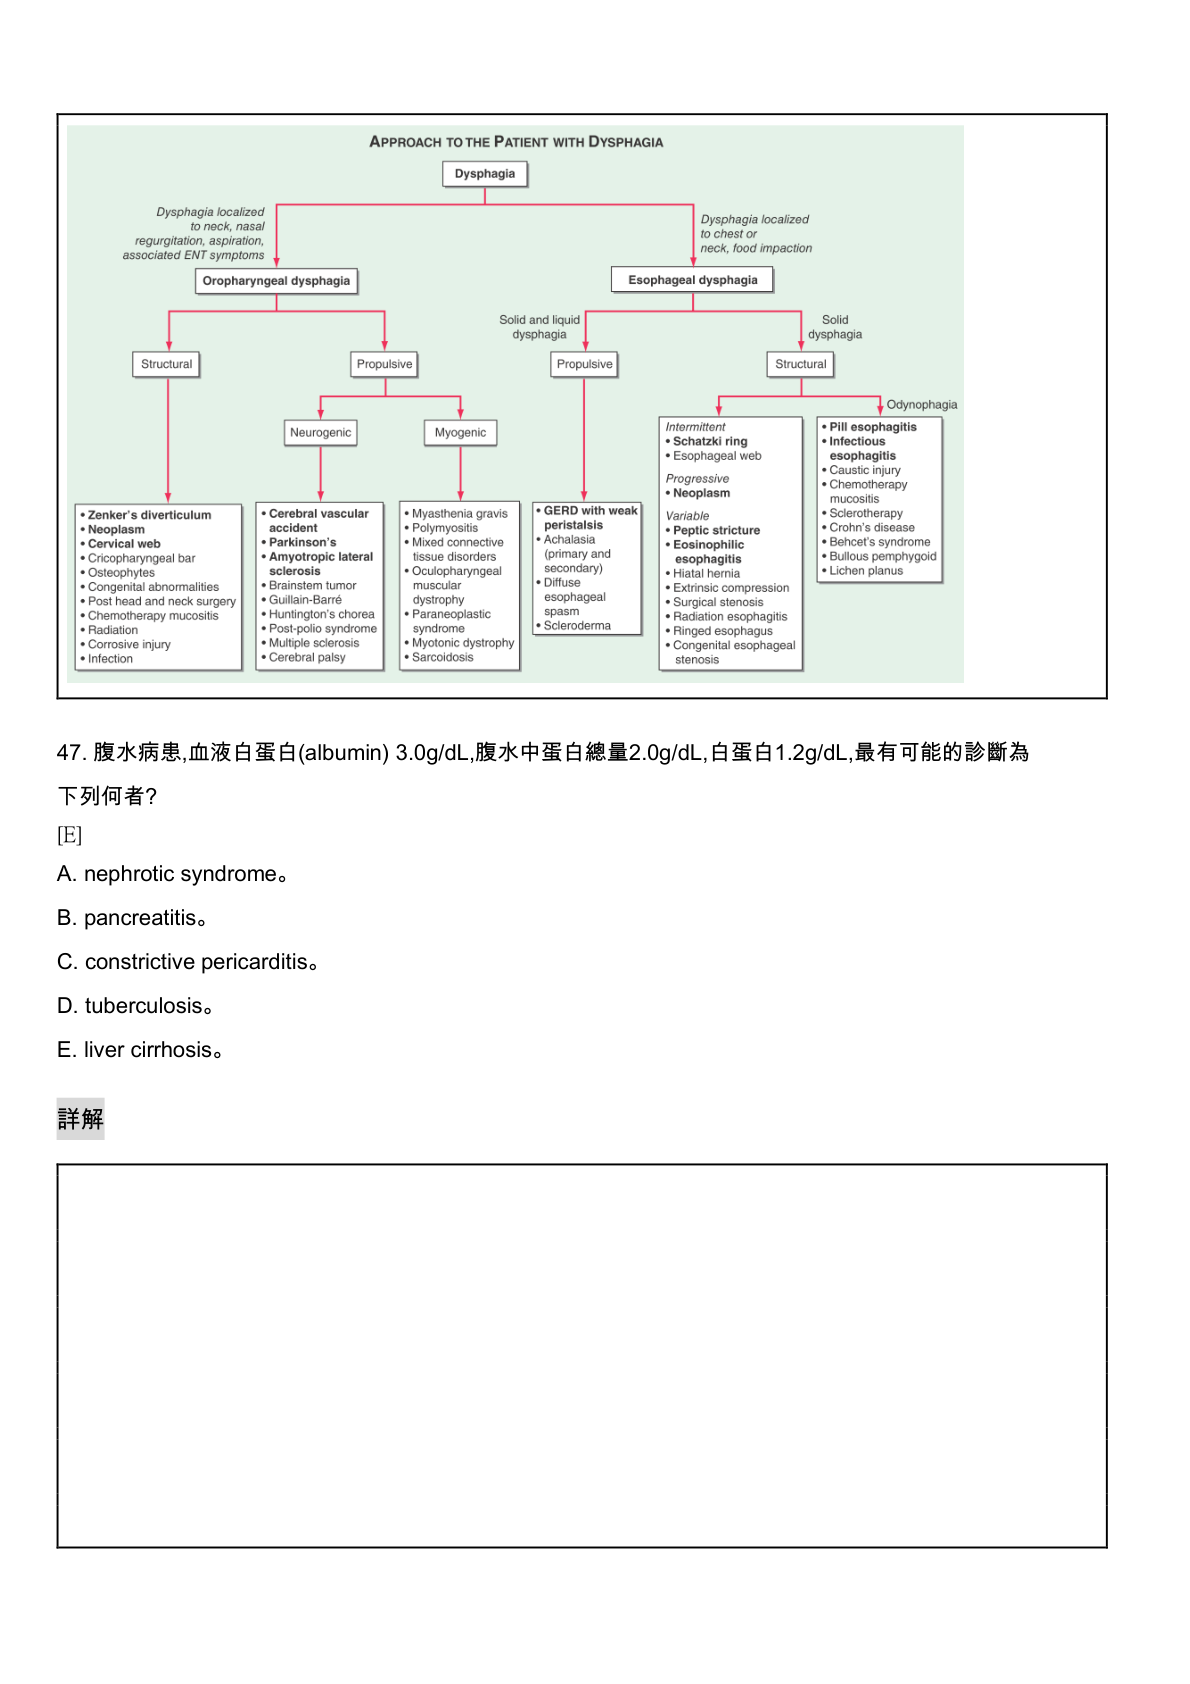 APPROACH TO THE PATIENT WITH DYSPHAGIA
Dysphagia
Dysphagia localized
to neck, nasal
regurgitation, aspiration,
associated ENT symptoms
Dysphagia localized
to chest or
neck, food impaction
Oropharyngeal dysphagia
Esophageal dysphagia
Solid and liquid
dysphagia
Solid
dysphagia
Structural
Propulsive
Propulsive
Structural
Neurogenic
Myogenic
Odynophagia
• Zenker's diverticulum
• Neoplasm
• Cervical web
• Cricopharyngeal bar
• Osteophytes
• Congenital abnormalities
• Post head and neck surgery
• Chemotherapy mucositis
• Radiation
• Corrosive injury
• Infection
• Cerebral vascular
accident
• Parkinson's
• Amyotropic lateral
sclerosis
• Brainstem tumor
• Guillain-Barré
• Huntington's chorea
• Post-polio syndrome
• Multiple sclerosis
• Cerebral palsy
• Myasthenia gravis
• Polymyositis
• Mixed connective
tissue disorders
• Oculopharyngeal
muscular
dystrophy
• Paraneoplastic
syndrome
• Myotonic dystrophy
• Sarcoidosis
• GERD with weak
peristalsis
• Achalasia
(primary and
secondary)
• Diffuse
esophageal
spasm
• Scleroderma
Intermittent
• Schatzki ring
• Esophageal web
Progressive
• Neoplasm
Variable
• Peptic stricture
• Eosinophilic
esophagitis
• Hiatal hernia
• Extrinsic compression
• Surgical stenosis
• Radiation esophagitis
• Ringed esophagus
• Congenital esophageal
stenosis
• Pill esophagitis
• Infectious
esophagitis
• Caustic injury
• Chemotherapy
mucositis
• Sclerotherapy
• Crohn's disease
• Behcet's syndrome
• Bullous pemphygoid
• Lichen planus
47. 腹水病患,血液白蛋白(albumin) 3.0g/dL,腹水中蛋白總量2.0g/dL,白蛋白1.2g/dL,最有可能的診斷為
下列何者?
[E]
A. nephrotic syndrome。
B. pancreatitis。
C. constrictive pericarditis。
D. tuberculosis。
E. liver cirrhosis。
詳解